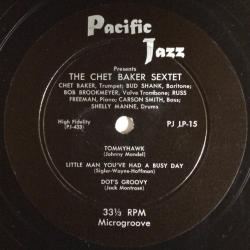 Pacific
Jazz
Presents
THE CHET BAKER SEXTET
CHET BAKER, Trumpet; BUD SHANK, Baritone;
BOB BROOKMEYER, Valve Trombone; RUSS
FREEMAN, Piano; CARSON SMITH, Bass;
SHELLY MANNE, Drums
High Fidelity
(PJ-433)
PJ LP-15
TOMMYHAWK
(Johnny Mandel)
LITTLE MAN YOU'VE HAD A BUSY DAY
(Sigler-Wayne-Hoffman)
DOT'S GROOVY
(Jack Montrose)
33⅓ RPM
Microgroove